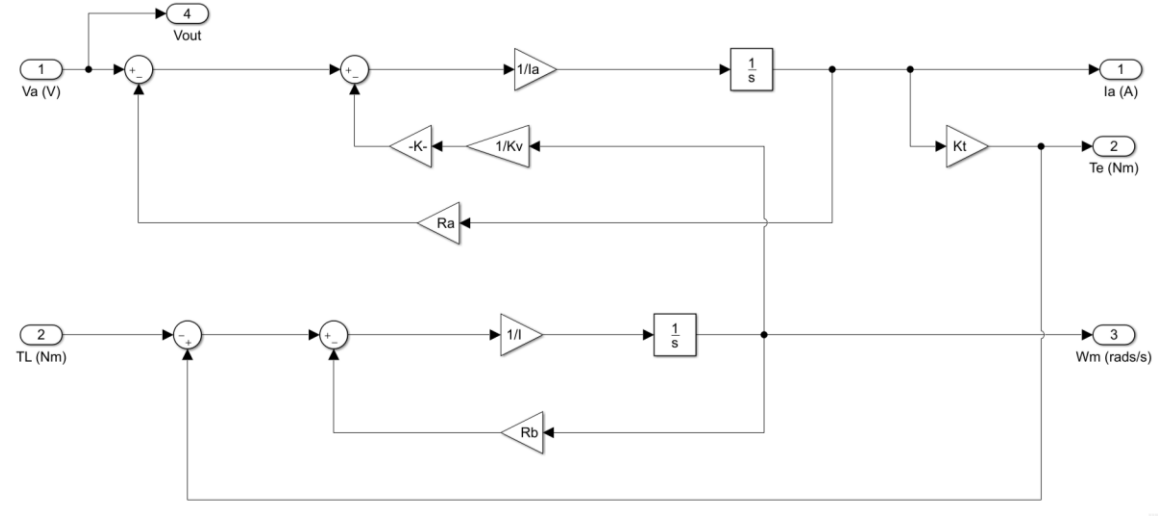 4
Vout
1
Va (V)
+
−
+
−
1/Ia
1
s
1
Ia (A)
-K-
1/Kv
Kt
2
Te (Nm)
Ra
2
TL (Nm)
−
+
+
−
1/I
1
s
3
Wm (rads/s)
Rb